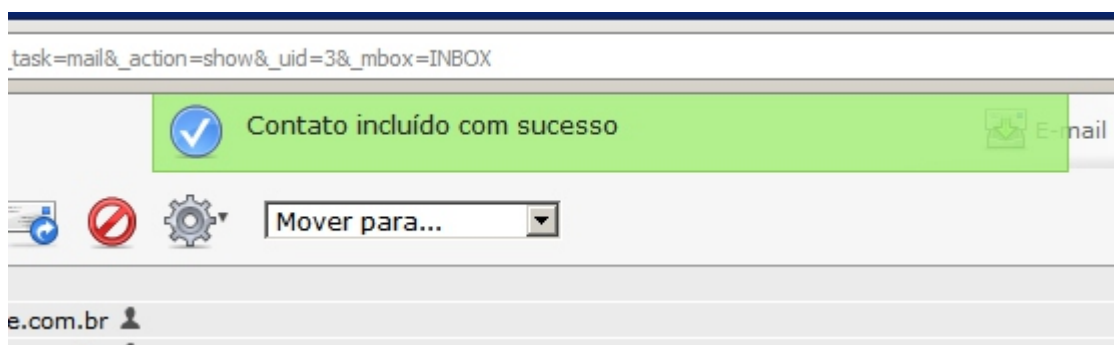 _task=mail&_action=show&_uid=3&_mbox=INBOX
Contato incluído com sucesso
E-mail
Mover para...
e.com.br